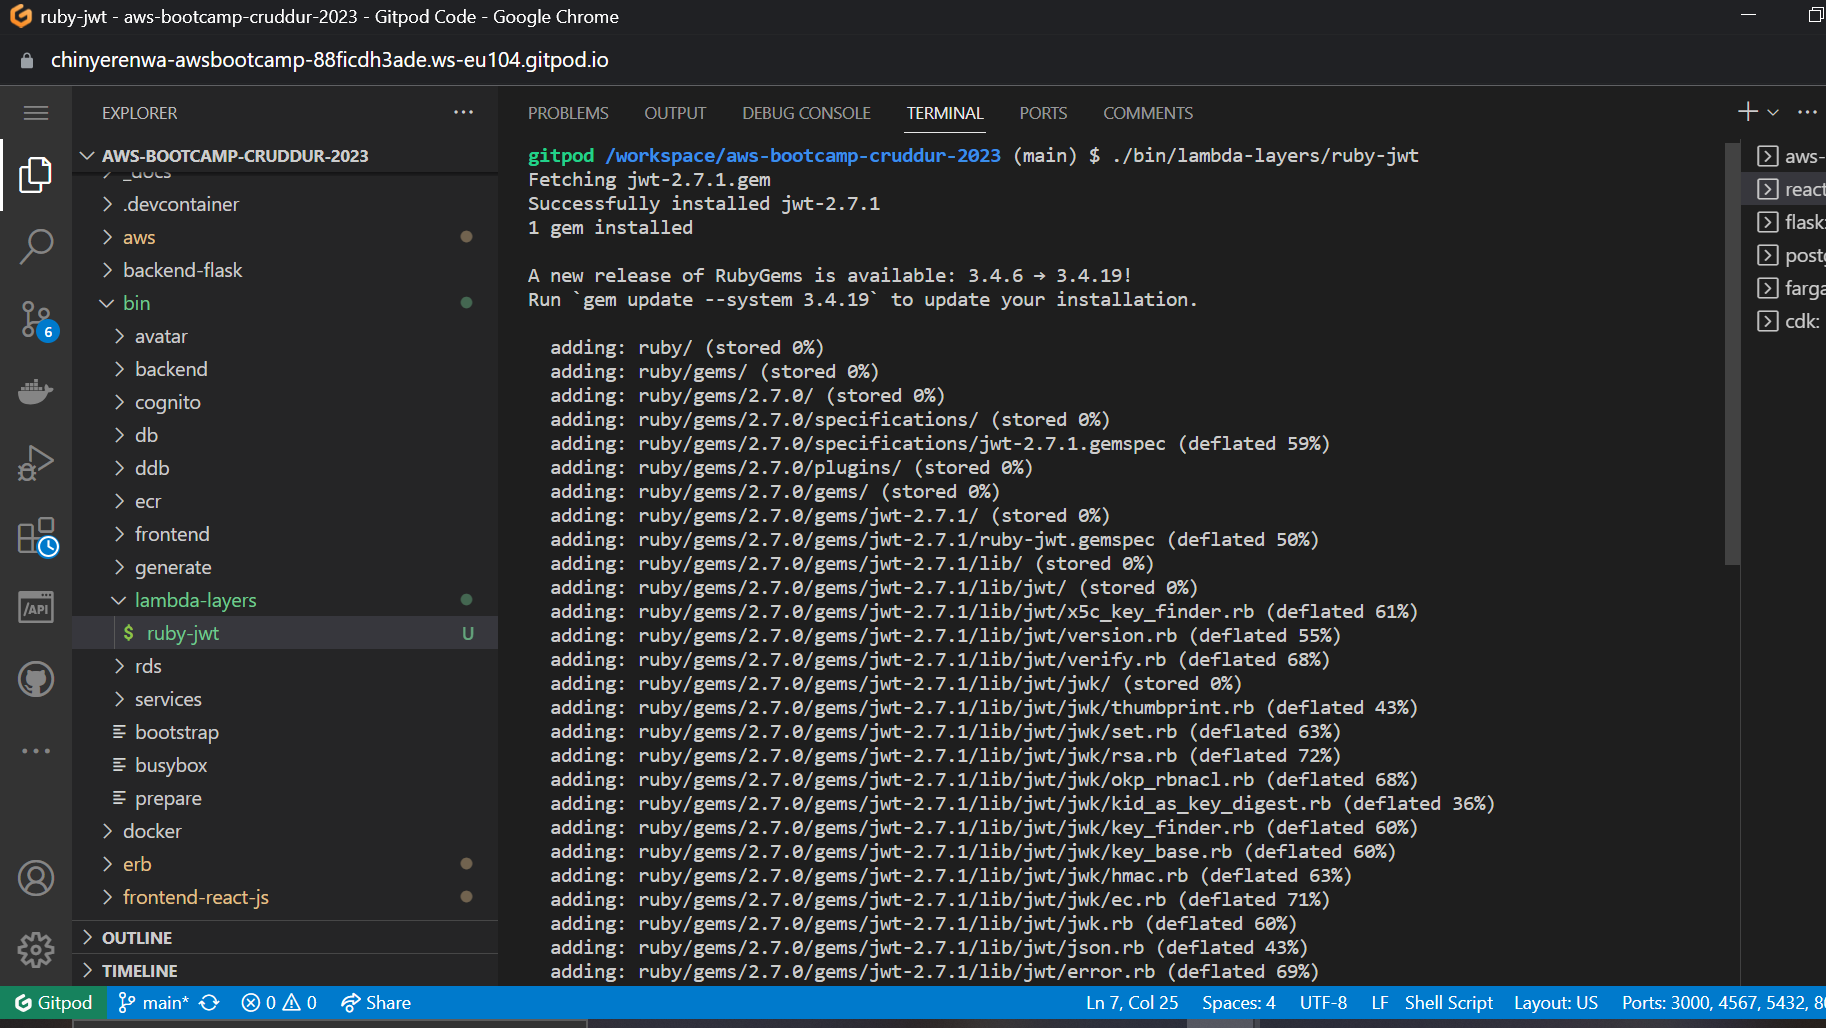 ruby-jwt - aws-bootcamp-cruddur-2023 - Gitpod Code - Google Chrome
chinyerenwa-awsbootcamp-88ficdh3ade.ws-eu104.gitpod.io
EXPLORER
AWS-BOOTCAMP-CRUDDUR-2023
_docs
.devcontainer
aws
backend-flask
bin
avatar
backend
cognito
db
ddb
ecr
frontend
generate
lambda-layers
$ ruby-jwt U
rds
services
bootstrap
busybox
prepare
docker
erb
frontend-react-js
OUTLINE
TIMELINE
6
/API
PROBLEMS OUTPUT DEBUG CONSOLE TERMINAL PORTS COMMENTS
gitpod /workspace/aws-bootcamp-cruddur-2023 (main) $ ./bin/lambda-layers/ruby-jwt
Fetching jwt-2.7.1.gem
Successfully installed jwt-2.7.1
1 gem installed
A new release of RubyGems is available: 3.4.6 → 3.4.19!
Run `gem update --system 3.4.19` to update your installation.
adding: ruby/ (stored 0%)
adding: ruby/gems/ (stored 0%)
adding: ruby/gems/2.7.0/ (stored 0%)
adding: ruby/gems/2.7.0/specifications/ (stored 0%)
adding: ruby/gems/2.7.0/specifications/jwt-2.7.1.gemspec (deflated 59%)
adding: ruby/gems/2.7.0/plugins/ (stored 0%)
adding: ruby/gems/2.7.0/gems/ (stored 0%)
adding: ruby/gems/2.7.0/gems/jwt-2.7.1/ (stored 0%)
adding: ruby/gems/2.7.0/gems/jwt-2.7.1/ruby-jwt.gemspec (deflated 50%)
adding: ruby/gems/2.7.0/gems/jwt-2.7.1/lib/ (stored 0%)
adding: ruby/gems/2.7.0/gems/jwt-2.7.1/lib/jwt/ (stored 0%)
adding: ruby/gems/2.7.0/gems/jwt-2.7.1/lib/jwt/x5c_key_finder.rb (deflated 61%)
adding: ruby/gems/2.7.0/gems/jwt-2.7.1/lib/jwt/version.rb (deflated 55%)
adding: ruby/gems/2.7.0/gems/jwt-2.7.1/lib/jwt/verify.rb (deflated 68%)
adding: ruby/gems/2.7.0/gems/jwt-2.7.1/lib/jwt/jwk/ (stored 0%)
adding: ruby/gems/2.7.0/gems/jwt-2.7.1/lib/jwt/jwk/thumbprint.rb (deflated 43%)
adding: ruby/gems/2.7.0/gems/jwt-2.7.1/lib/jwt/jwk/set.rb (deflated 63%)
adding: ruby/gems/2.7.0/gems/jwt-2.7.1/lib/jwt/jwk/rsa.rb (deflated 72%)
adding: ruby/gems/2.7.0/gems/jwt-2.7.1/lib/jwt/jwk/okp_rbnacl.rb (deflated 68%)
adding: ruby/gems/2.7.0/gems/jwt-2.7.1/lib/jwt/jwk/kid_as_key_digest.rb (deflated 36%)
adding: ruby/gems/2.7.0/gems/jwt-2.7.1/lib/jwt/jwk/key_finder.rb (deflated 60%)
adding: ruby/gems/2.7.0/gems/jwt-2.7.1/lib/jwt/jwk/key_base.rb (deflated 60%)
adding: ruby/gems/2.7.0/gems/jwt-2.7.1/lib/jwt/jwk/hmac.rb (deflated 63%)
adding: ruby/gems/2.7.0/gems/jwt-2.7.1/lib/jwt/jwk/ec.rb (deflated 71%)
adding: ruby/gems/2.7.0/gems/jwt-2.7.1/lib/jwt/jwk.rb (deflated 60%)
adding: ruby/gems/2.7.0/gems/jwt-2.7.1/lib/jwt/json.rb (deflated 43%)
adding: ruby/gems/2.7.0/gems/jwt-2.7.1/lib/jwt/error.rb (deflated 69%)
aws-
react
flask:
postg
farga
cdk:
Gitpod main* 0 0 Share Ln 7, Col 25 Spaces: 4 UTF-8 LF Shell Script Layout: US Ports: 3000, 4567, 5432, 80